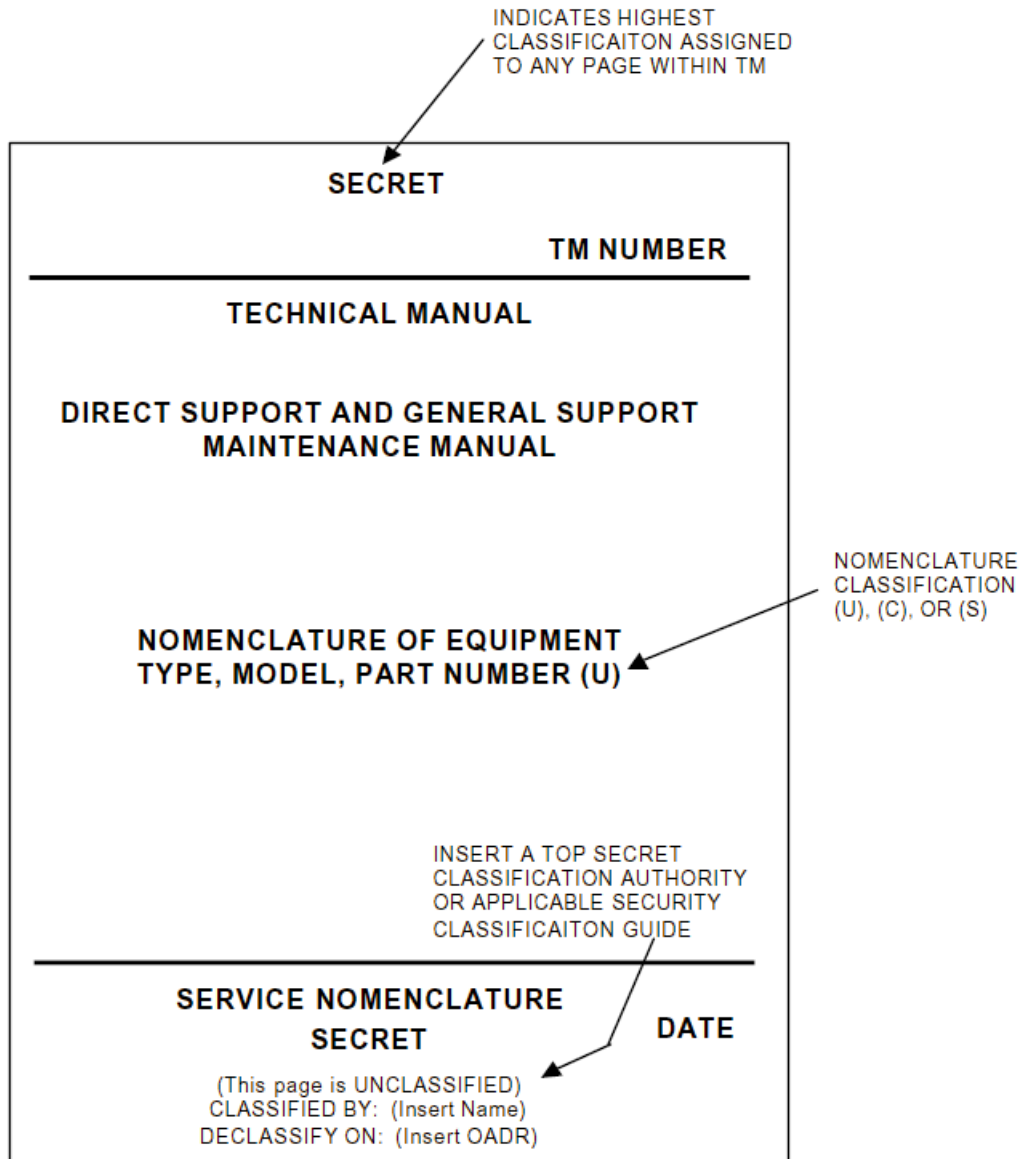 INDICATES HIGHEST
CLASSIFICAITON ASSIGNED
TO ANY PAGE WITHIN TM
SECRET
TM NUMBER
TECHNICAL MANUAL
DIRECT SUPPORT AND GENERAL SUPPORT
MAINTENANCE MANUAL
NOMENCLATURE
CLASSIFICATION
(U), (C), OR (S)
NOMENCLATURE OF EQUIPMENT
TYPE, MODEL, PART NUMBER (U)
INSERT A TOP SECRET
CLASSIFICATION AUTHORITY
OR APPLICABLE SECURITY
CLASSIFICAITON GUIDE
SERVICE NOMENCLATURE
SECRET
DATE
(This page is UNCLASSIFIED)
CLASSIFIED BY: (Insert Name)
DECLASSIFY ON: (Insert OADR)